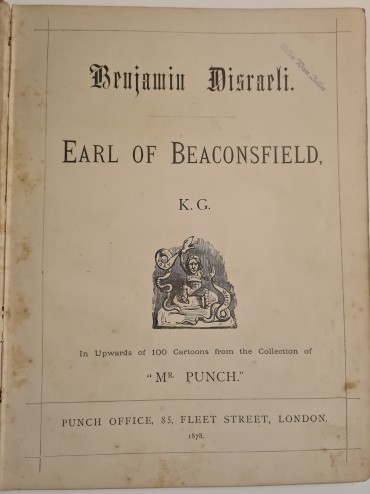 Benjamin Disraeli.
EARL OF BEACONSFIELD,
K. G.
In Upwards of 100 Cartoons from the Collection of
"MR. PUNCH."
PUNCH OFFICE, 85, FLEET STREET, LONDON.
1878.